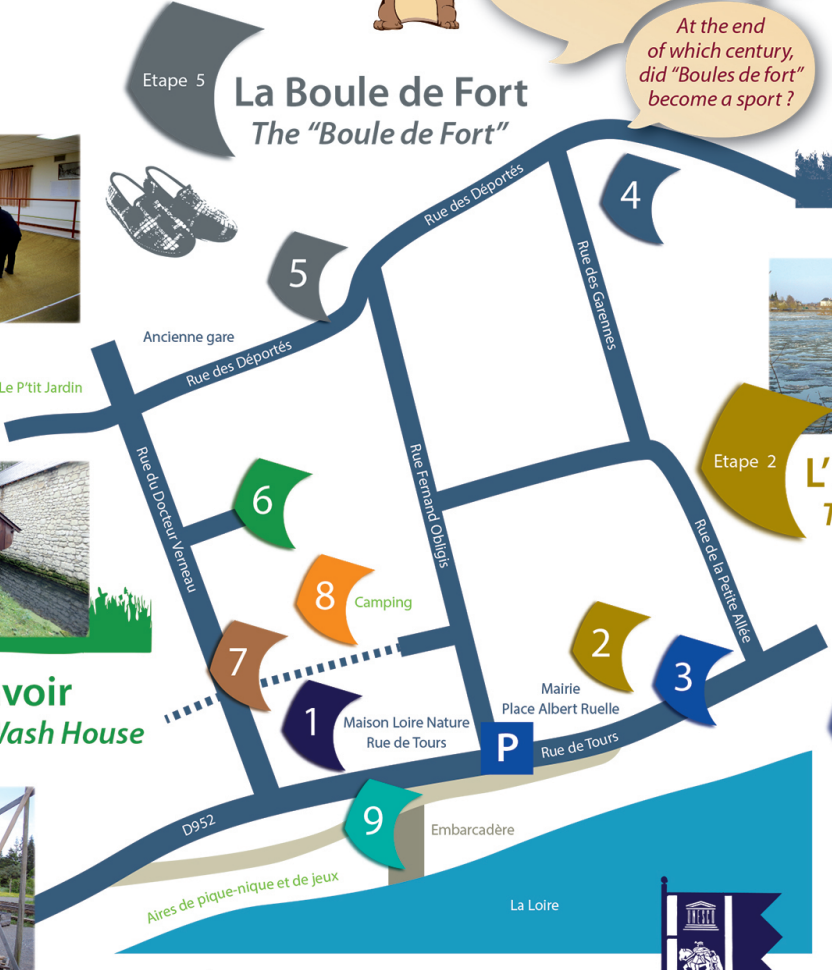 At the end
of which century,
did “Boules de fort”
become a sport ?
Etape 5
La Boule de Fort
The “Boule de Fort”
Rue des Déportés
4
Rue des Garennes
5
Ancienne gare
Rue des Déportés
Le P'tit Jardin
Etape 2
L'
T
Rue du Docteur Verneau
6
Rue Fernand Obligis
Rue de la Petite Allée
8
Camping
2
7
3
voir
Wash House
1
Maison Loire Nature
Rue de Tours
Mairie
Place Albert Ruelle
P
Rue de Tours
D952
9
Embarcadère
Aires de pique-nique et de jeux
La Loire